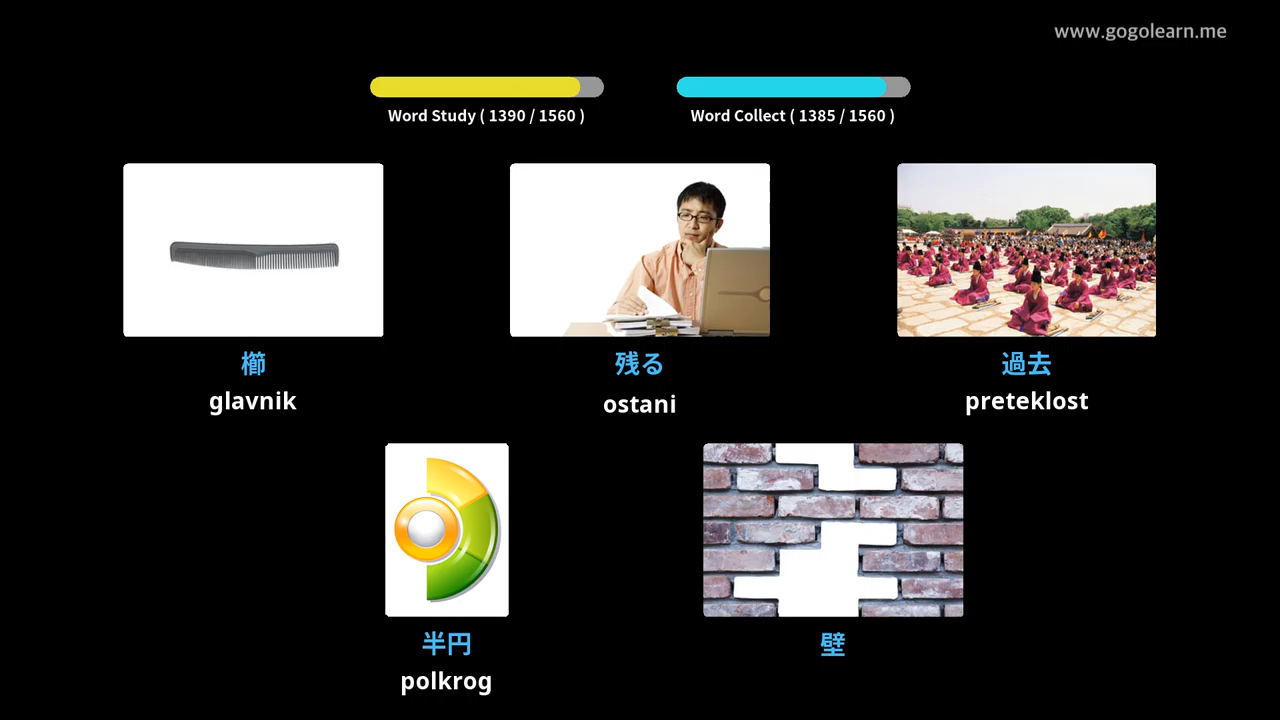 www.gogolearn.me
Word Study ( 1390 / 1560 )
Word Collect ( 1385 / 1560 )
櫛
glavnik
残る
ostani
過去
preteklost
半円
polkrog
壁